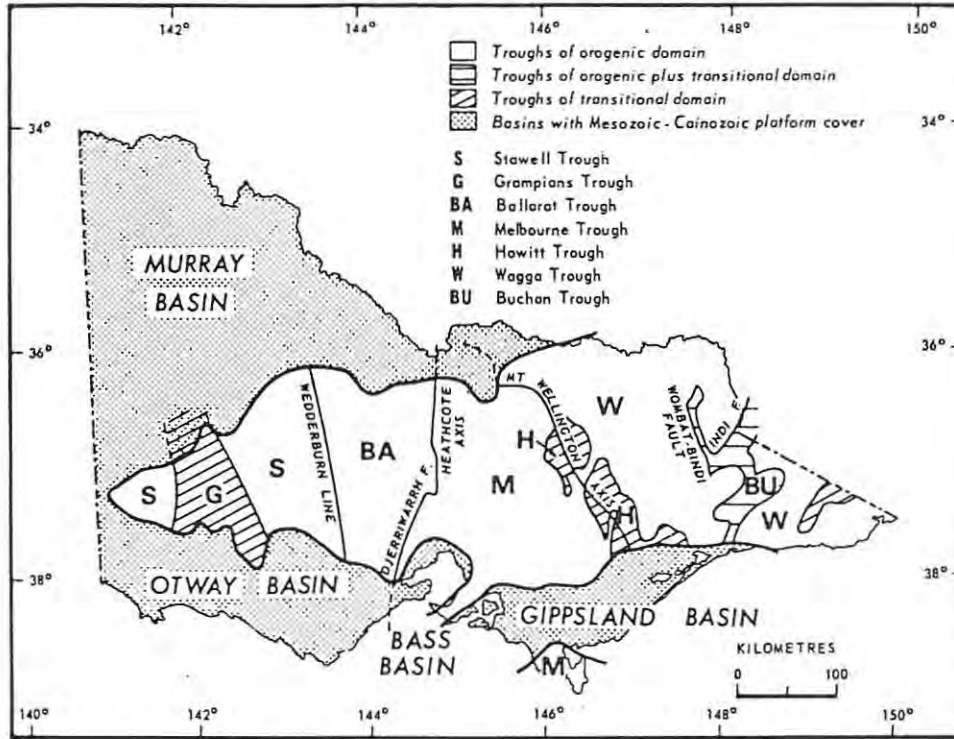 142° 144° 146° 148° 150°
Troughs of orogenic domain
Troughs of orogenic plus transitional domain
Troughs of transitional domain
Basins with Mesozoic - Cainozoic platform cover
34° 34°
S Stawell Trough
G Grampians Trough
BA Ballarat Trough
M Melbourne Trough
H Howitt Trough
W Wagga Trough
BU Buchan Trough
MURRAY
BASIN
36° 36°
MT WELLINGTON AXIS
WEDDERBURN LINE
HEATHCOTE
AXIS
DJERRIWARRH F.
WOMBAT-BINDI
FAULT
INDI F.
S
G
S
BA
M
H
H
W
BU
W
38° 38°
OTWAY BASIN
BASS
BASIN
GIPPSLAND BASIN
M
KILOMETRES
0 100
140° 142° 144° 146° 148° 150°